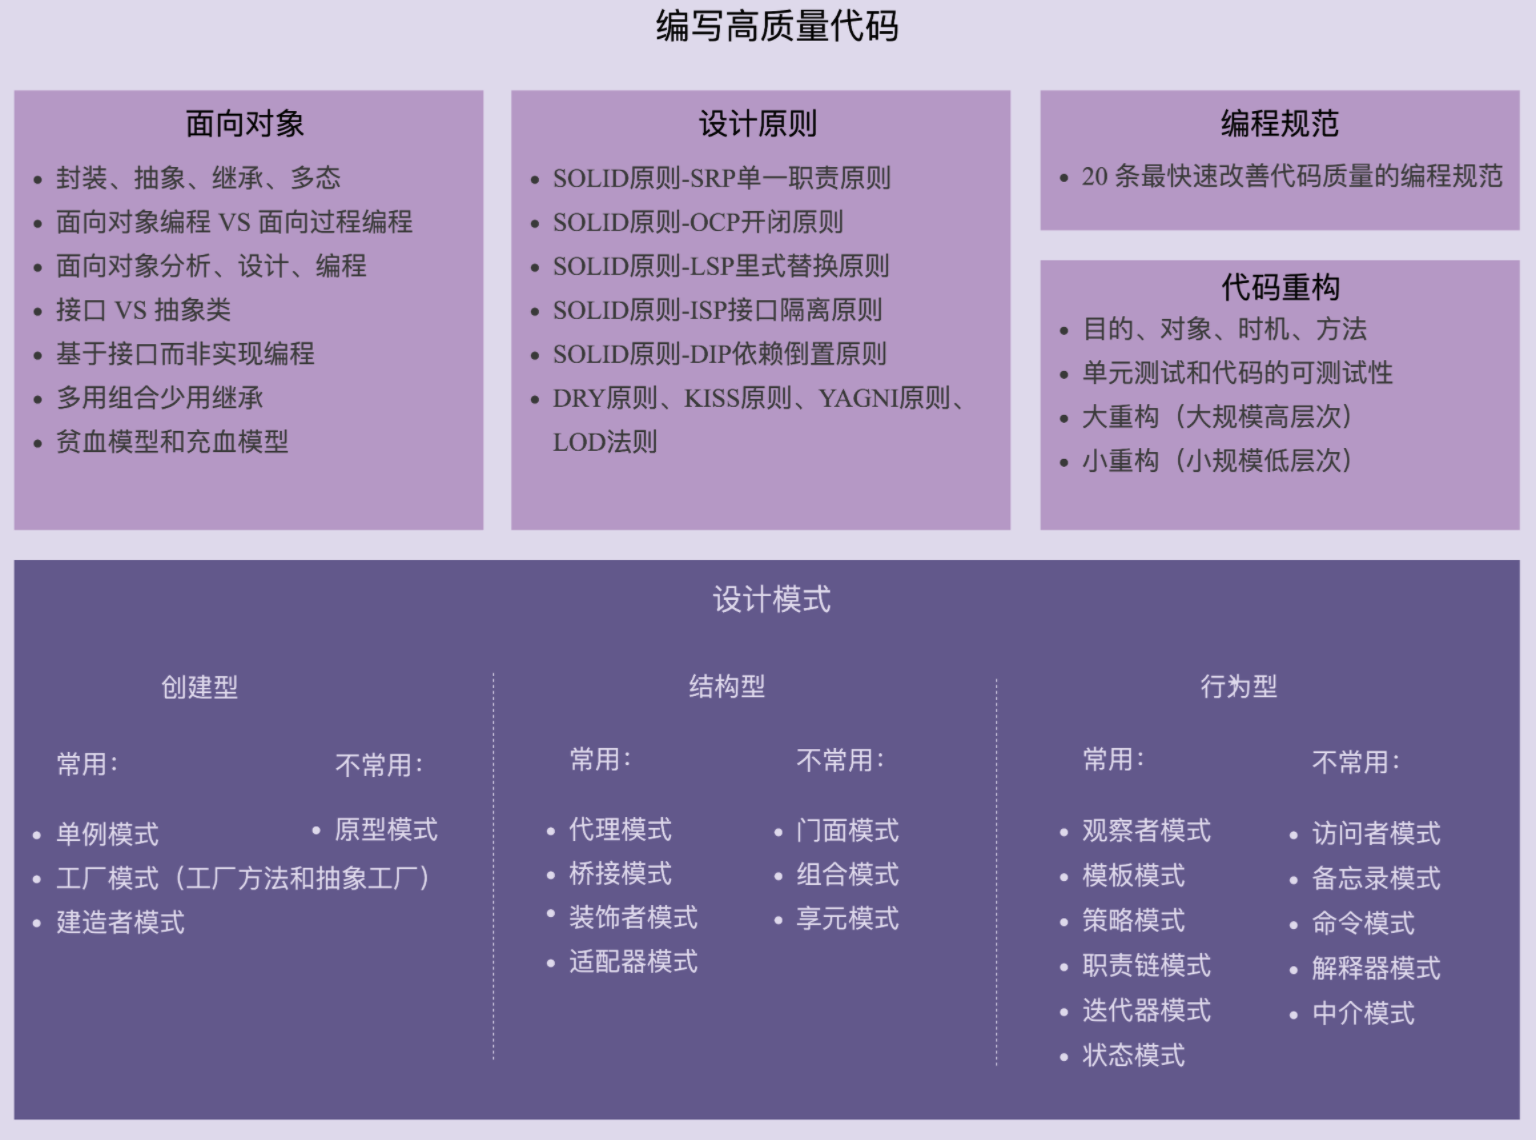 编写高质量代码
面向对象
封装、抽象、继承、多态
面向对象编程 VS 面向过程编程
面向对象分析、设计、编程
接口 VS 抽象类
基于接口而非实现编程
多用组合少用继承
贫血模型和充血模型
设计原则
SOLID原则-SRP单一职责原则
SOLID原则-OCP开闭原则
SOLID原则-LSP里式替换原则
SOLID原则-ISP接口隔离原则
SOLID原则-DIP依赖倒置原则
DRY原则、KISS原则、YAGNI原则、
LOD法则
编程规范
20 条最快速改善代码质量的编程规范
代码重构
目的、对象、时机、方法
单元测试和代码的可测试性
大重构（大规模高层次）
小重构（小规模低层次）
设计模式
创建型
常用：
单例模式
工厂模式（工厂方法和抽象工厂）
建造者模式
不常用：
原型模式
结构型
常用：
代理模式
桥接模式
装饰者模式
适配器模式
不常用：
门面模式
组合模式
享元模式
行为型
常用：
观察者模式
模板模式
策略模式
职责链模式
迭代器模式
状态模式
不常用：
访问者模式
备忘录模式
命令模式
解释器模式
中介模式